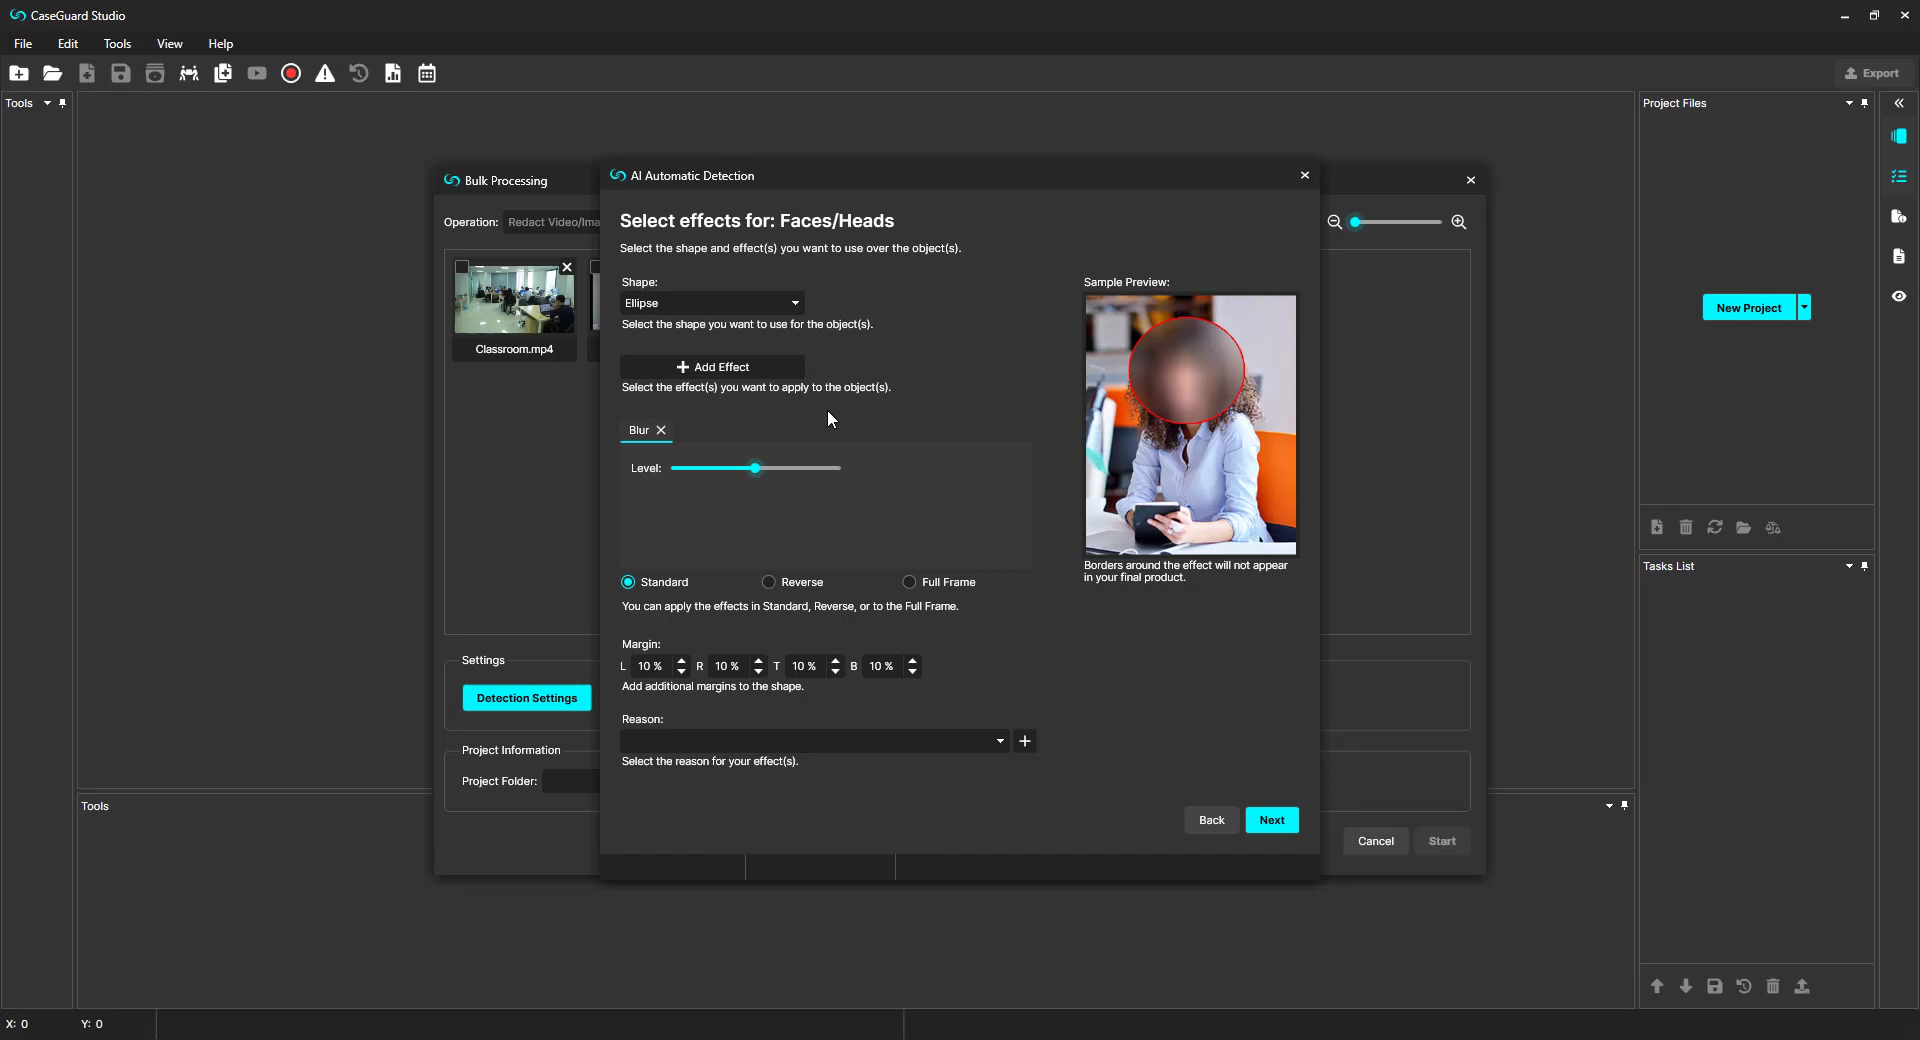 CaseGuard Studio
File Edit Tools View Help
Export
Tools
Project Files
Bulk Processing
AI Automatic Detection
Operation: Redact Video/Ima
Select effects for: Faces/Heads
Select the shape and effect(s) you want to use over the object(s).
Shape:
Ellipse
Select the shape you want to use for the object(s).
Add Effect
Select the effect(s) you want to apply to the object(s).
Blur
Level:
Standard Reverse Full Frame
You can apply the effects in Standard, Reverse, or to the Full Frame.
Margin:
L 10 % R 10 % T 10 % B 10 %
Add additional margins to the shape.
Reason:
Select the reason for your effect(s).
Sample Preview:
Borders around the effect will not appear
in your final product.
Back Next
Classroom.mp4
Settings
Detection Settings
Project Information
Project Folder:
Cancel Start
New Project
Tasks List
Tools
X: 0 Y: 0